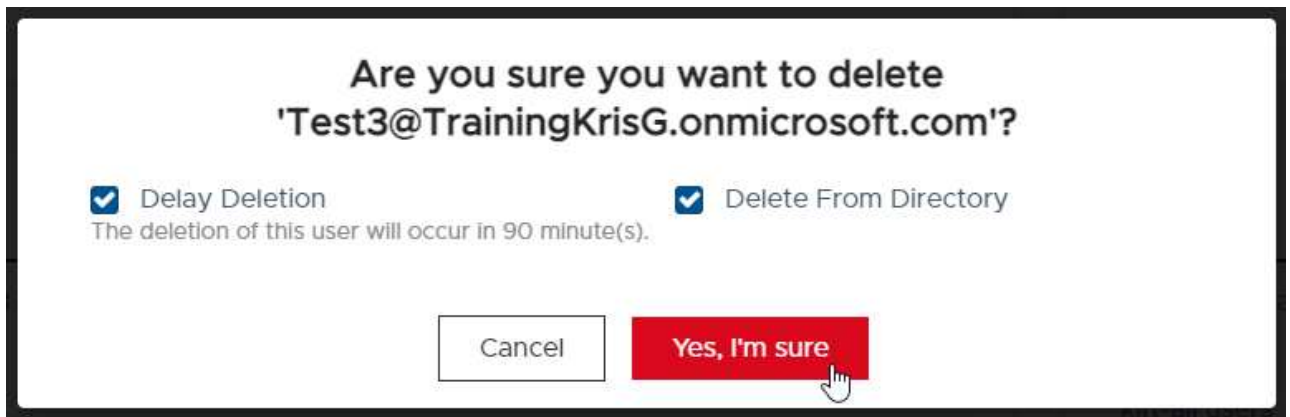 Are you sure you want to delete
'Test3@TrainingKrisG.onmicrosoft.com'?
Delay Deletion
Delete From Directory
The deletion of this user will occur in 90 minute(s).
Cancel
Yes, I'm sure